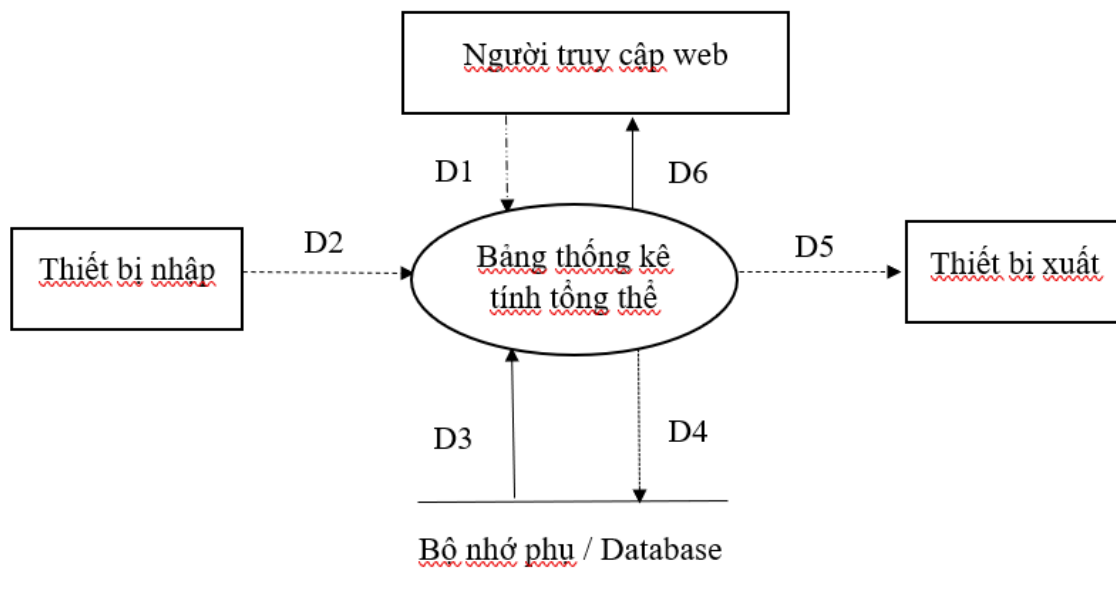 Người truy cập web
D1
D6
D2
D5
Thiết bị nhập
Bảng thống kê
tính tổng thể
Thiết bị xuất
D3
D4
Bộ nhớ phụ / Database